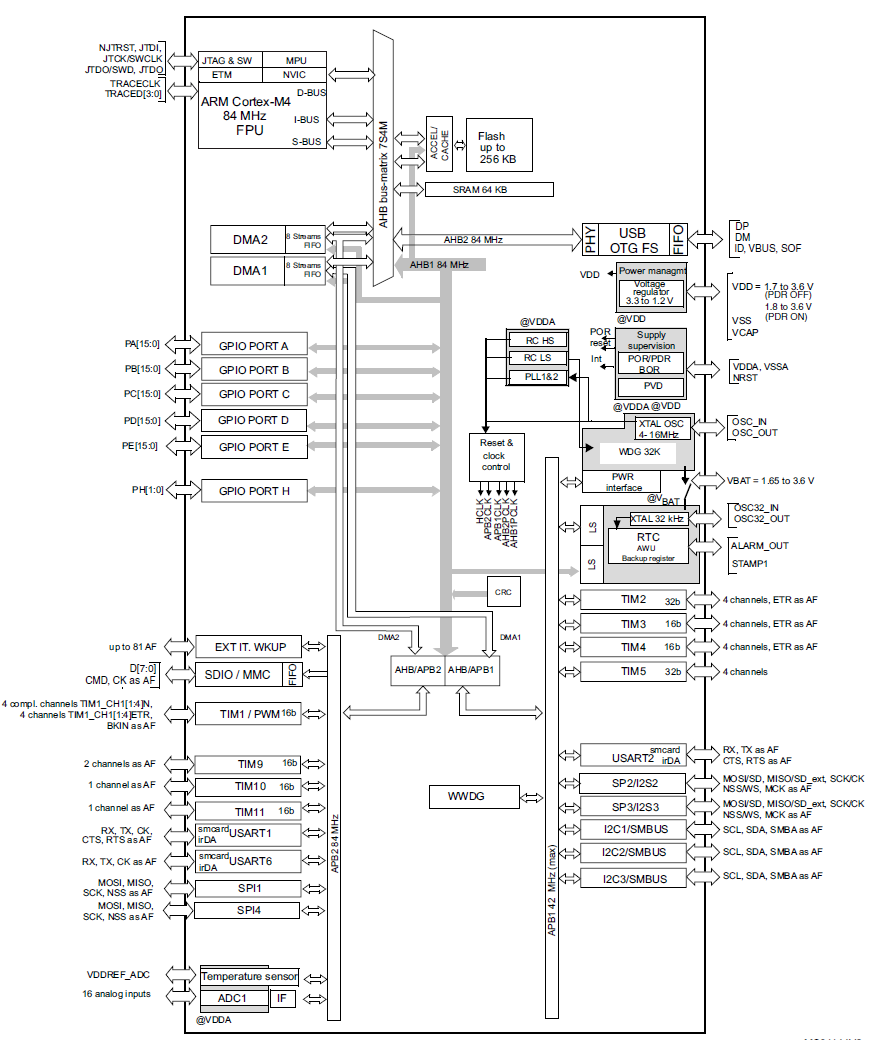 NJTRST, JTDI,
JTCK/SWCLK
JTDO/SWD, JTDO
TRACECLK
TRACED[3:0]
JTAG & SW
MPU
ETM
NVIC
D-BUS
ARM Cortex-M4
84 MHz
FPU
I-BUS
S-BUS
AHB bus-matrix 7S4M
ACCEL/
CACHE
Flash
up to
256 KB
SRAM 64 KB
DMA2
8 Streams
FIFO
DMA1
8 Streams
FIFO
AHB2 84 MHz
AHB1 84 MHz
PHY
USB
OTG FS
FIFO
DP
DM
ID, VBUS, SOF
VDD
Power managmt
Voltage
regulator
3.3 to 1.2 V
@VDD
VDD = 1.7 to 3.6 V
(PDR OFF)
1.8 to 3.6 V
(PDR ON)
VSS
VCAP
@VDDA
RC HS
RC LS
PLL1&2
POR
reset
Int
Supply
supervision
POR/PDR
BOR
PVD
@VDDA @VDD
VDDA, VSSA
NRST
PA[15:0]
GPIO PORT A
PB[15:0]
GPIO PORT B
PC[15:0]
GPIO PORT C
PD[15:0]
GPIO PORT D
PE[15:0]
GPIO PORT E
PH[1:0]
GPIO PORT H
XTAL OSC
4- 16MHz
WDG 32K
OSC_IN
OSC_OUT
Reset &
clock
control
HCLK
APB2CLK
APB1CLK
AHB2PCLK
AHB1PCLK
PWR
interface
VBAT = 1.65 to 3.6 V
@VBAT
LS
LS
XTAL 32 kHz
RTC
AWU
Backup register
OSC32_IN
OSC32_OUT
ALARM_OUT
STAMP1
CRC
TIM2
32b
4 channels, ETR as AF
TIM3
16b
4 channels, ETR as AF
TIM4
16b
4 channels, ETR as AF
TIM5
32b
4 channels
DMA2
DMA1
AHB/APB2
AHB/APB1
up to 81 AF
EXT IT. WKUP
D[7:0]
CMD, CK as AF
SDIO / MMC
FIFO
4 compl. channels TIM1_CH1[1:4]N,
4 channels TIM1_CH1[1:4]ETR,
BKIN as AF
TIM1 / PWM
16b
2 channels as AF
TIM9
16b
1 channel as AF
TIM10
16b
1 channel as AF
TIM11
16b
RX, TX, CK,
CTS, RTS as AF
smcard
irDA
USART1
RX, TX, CK as AF
smcard
irDA
USART6
MOSI, MISO,
SCK, NSS as AF
SPI1
MOSI, MISO,
SCK, NSS as AF
SPI4
APB2 84 MHz
WWDG
APB1 42 MHz (max)
USART2
smcard
irDA
RX, TX as AF
CTS, RTS as AF
SP2/I2S2
MOSI/SD, MISO/SD_ext, SCK/CK
NSS/WS, MCK as AF
SP3/I2S3
MOSI/SD, MISO/SD_ext, SCK/CK
NSS/WS, MCK as AF
I2C1/SMBUS
SCL, SDA, SMBA as AF
I2C2/SMBUS
SCL, SDA, SMBA as AF
I2C3/SMBUS
SCL, SDA, SMBA as AF
VDDREF_ADC
Temperature sensor
16 analog inputs
ADC1
IF
@VDDA